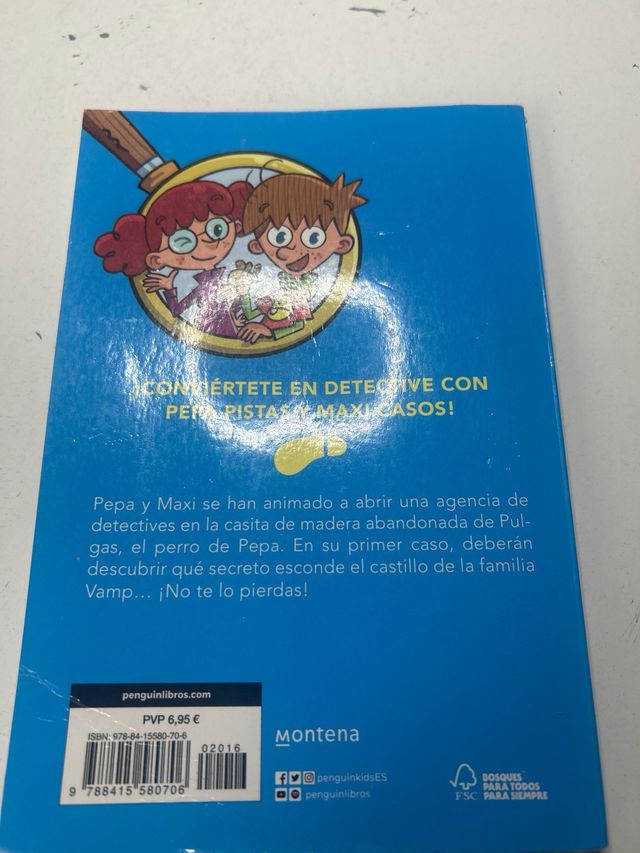 ¡CONVIÉRTETE EN DETECTIVE CON
PEPA PISTAS Y MAXI CASOS!
Pepa y Maxi se han animado a abrir una agencia de
detectives en la casita de madera abandonada de Pul-
gas, el perro de Pepa. En su primer caso, deberán
descubrir qué secreto esconde el castillo de la familia
Vamp... ¡No te lo pierdas!
penguinlibros.com
PVP 6,95 €
ISBN: 978-84-15580-70-6
02016
9 788415 580706
Montena
penguinkidsES
penguinlibros
FSC
BOSQUES
PARA TODOS
PARA SIEMPRE